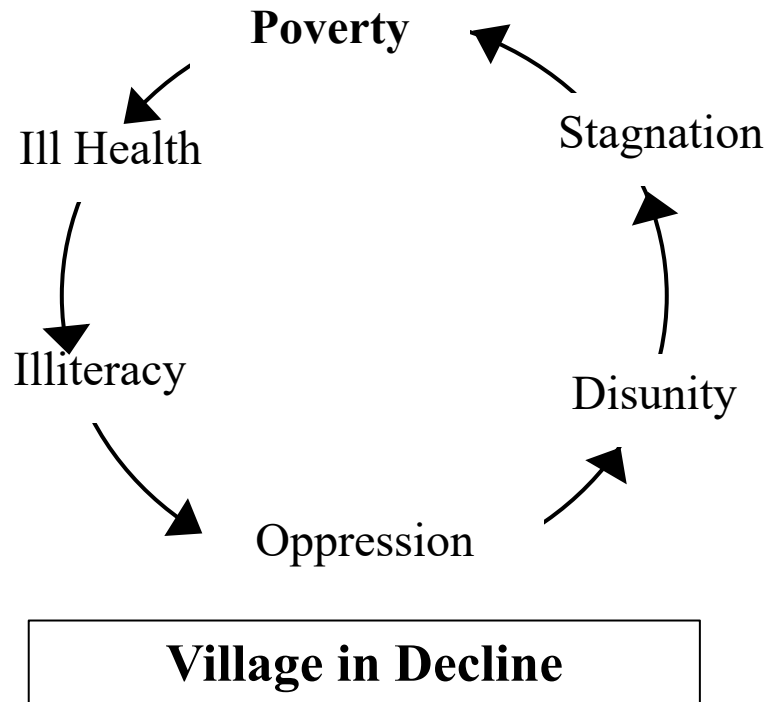 Poverty
Ill Health
Stagnation
Illiteracy
Disunity
Oppression
Village in Decline